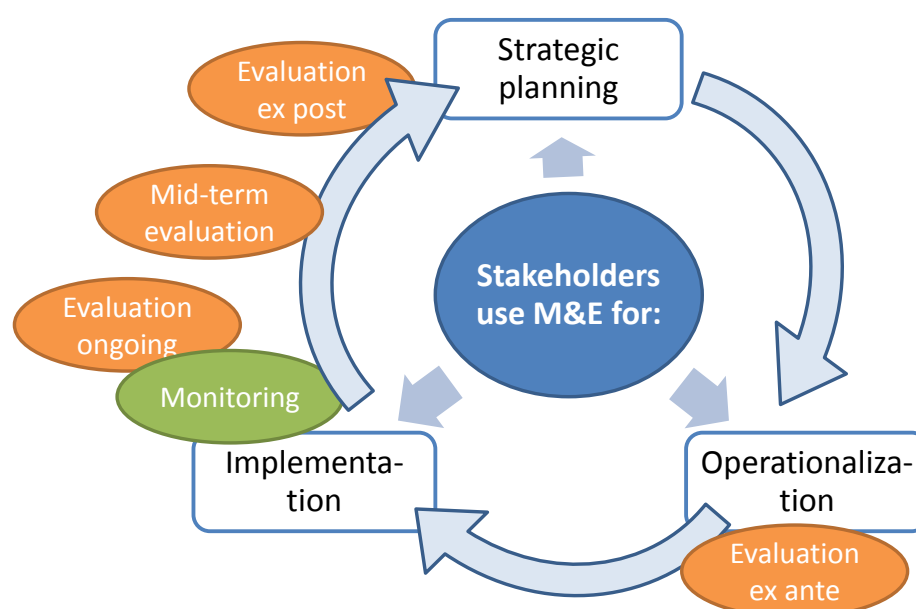 Strategic
planning
Evaluation
ex post
Mid-term
evaluation
Stakeholders
use M&E for:
Evaluation
ongoing
Monitoring
Implementa-
tion
Operationaliza-
tion
Evaluation
ex ante